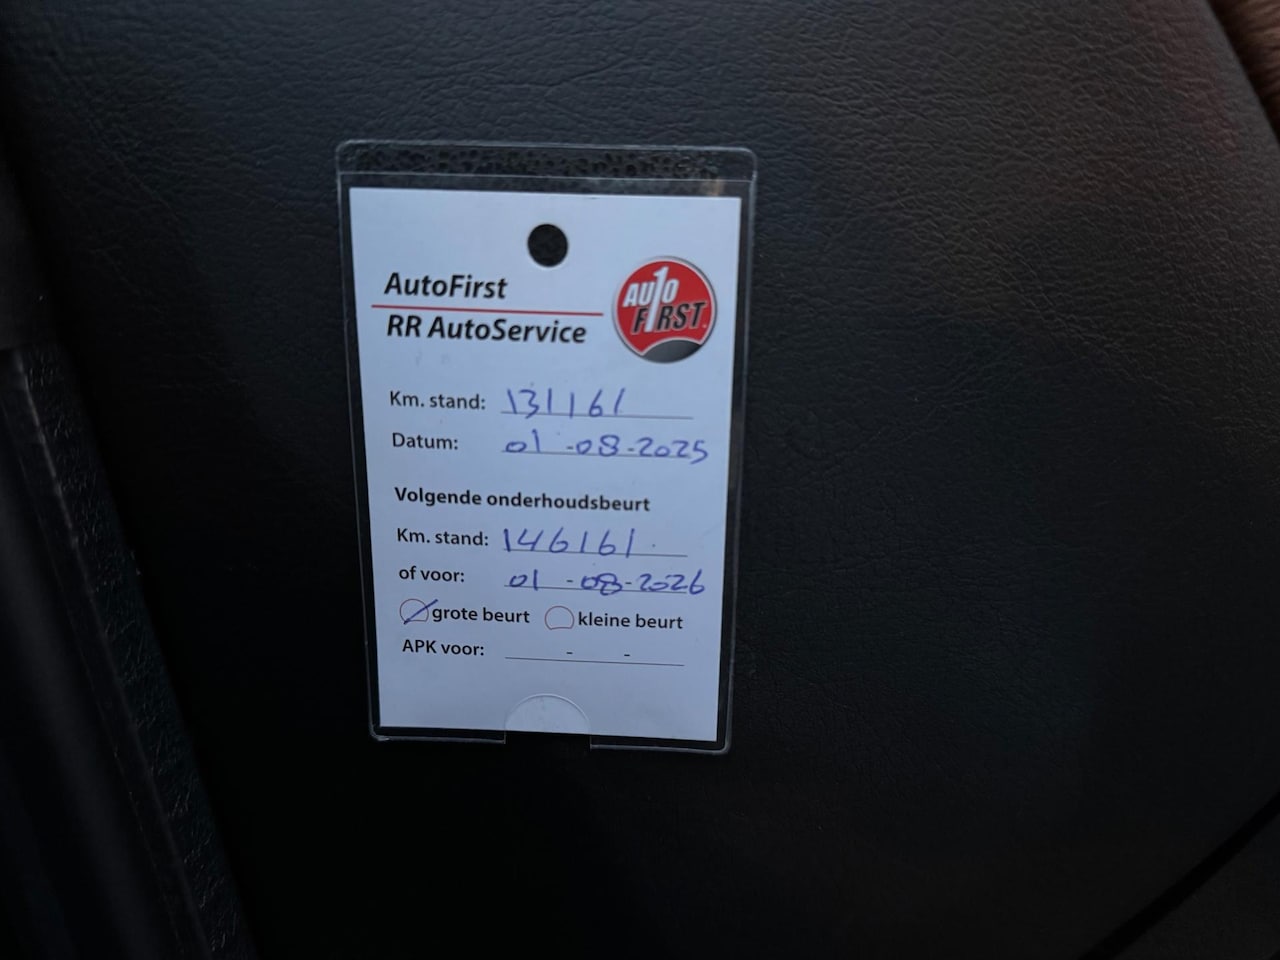 AutoFirst
RR AutoService
AUTO
FIRST
Km. stand: 131161
Datum: 01-08-2025
Volgende onderhoudsbeurt
Km. stand: 146161
of voor: 01-08-2026
grote beurt kleine beurt
APK voor: - -